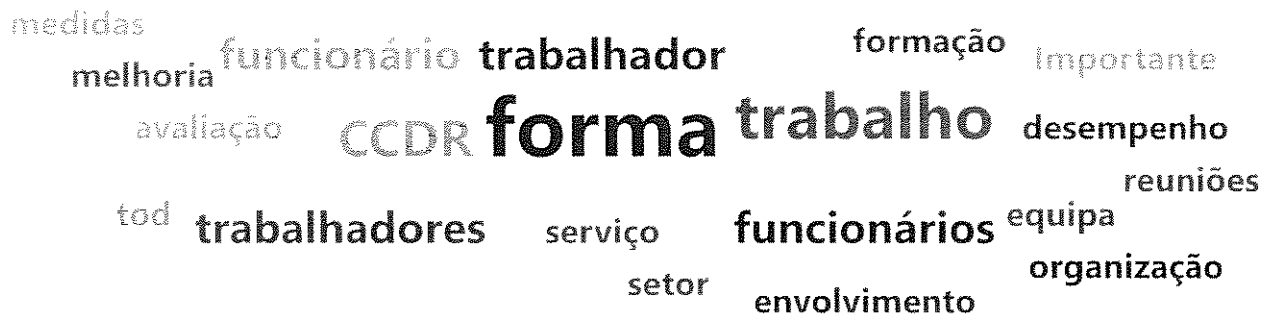 medidas
funcionário trabalhador formação importante
melhoria
avaliação CCDR forma trabalho desempenho
reuniões
tod trabalhadores serviço funcionários equipa
setor envolvimento organização